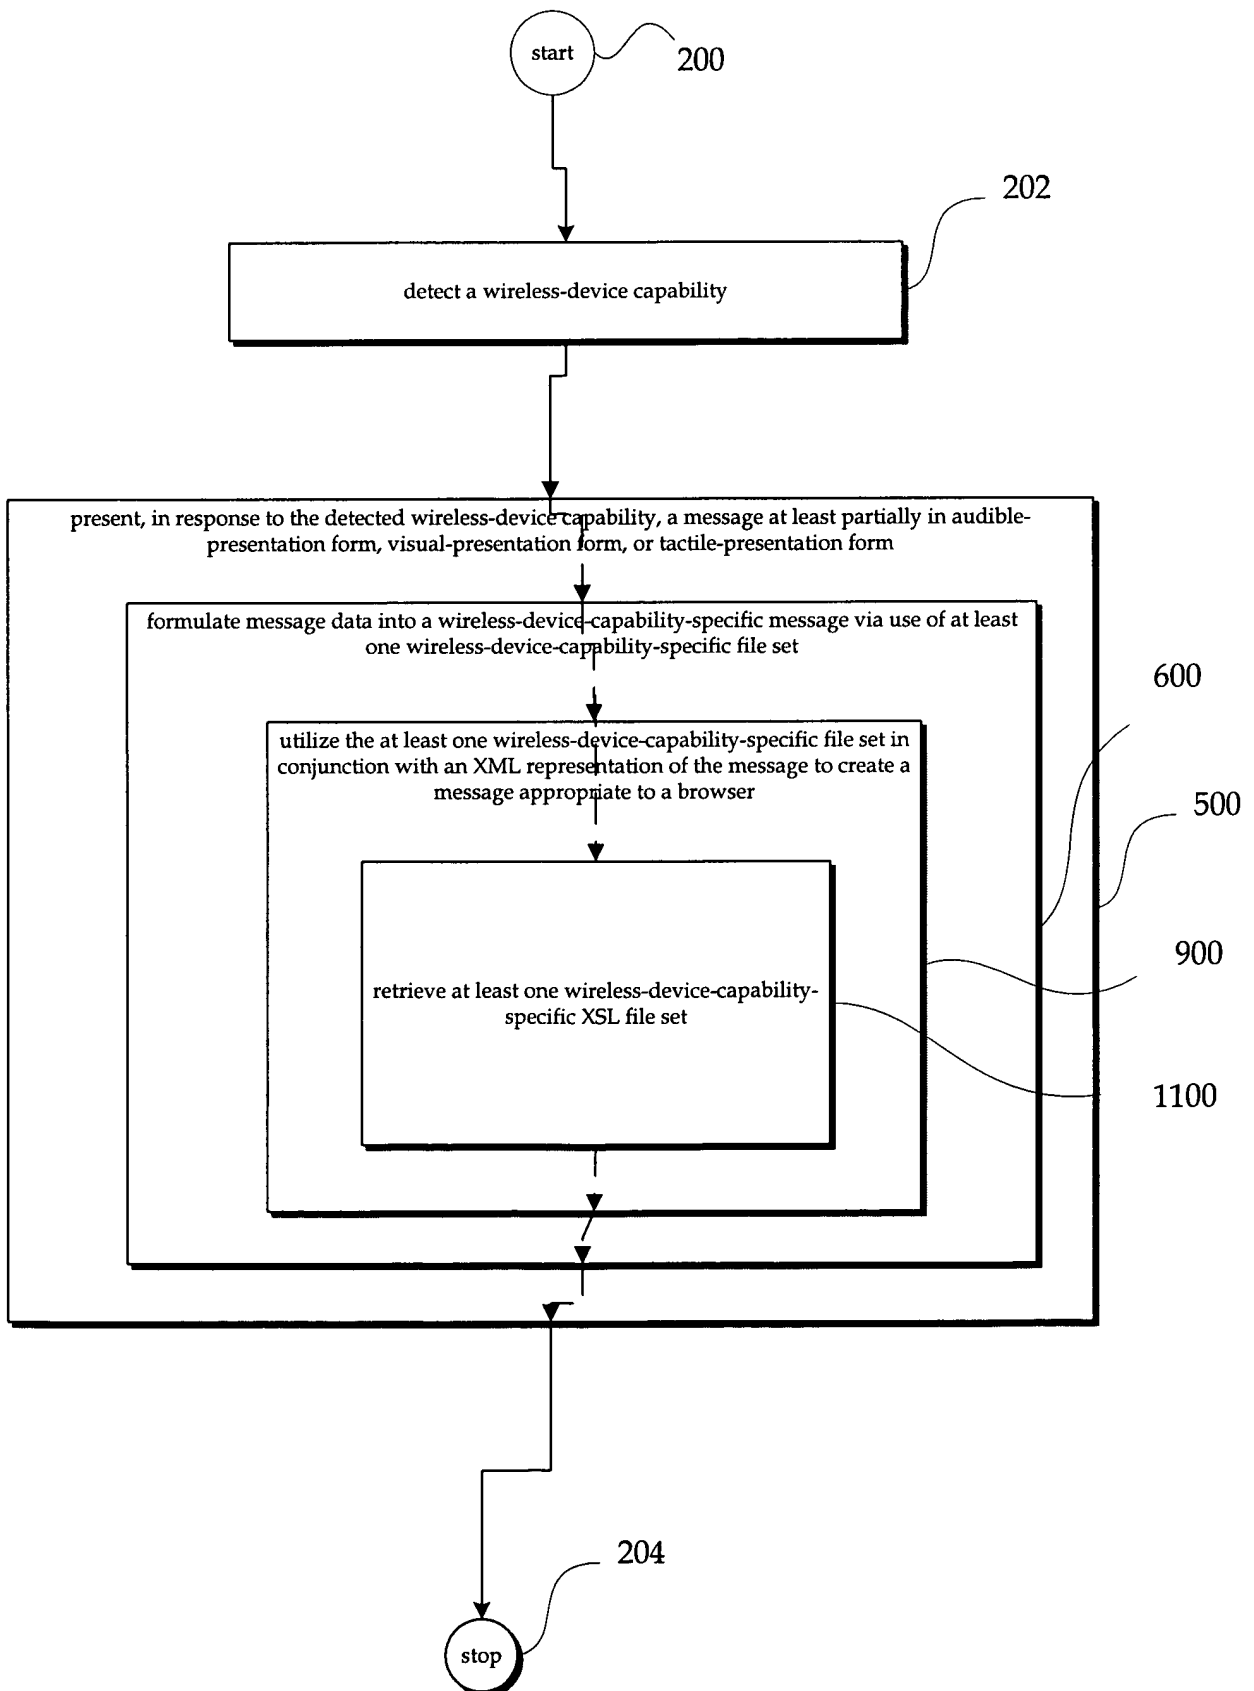 start
200
202
detect a wireless-device capability
present, in response to the detected wireless-device capability, a message at least partially in audible-
presentation form, visual-presentation form, or tactile-presentation form
formulate message data into a wireless-device-capability-specific message via use of at least
one wireless-device-capability-specific file set
600
utilize the at least one wireless-device-capability-specific file set in
conjunction with an XML representation of the message to create a
message appropriate to a browser
500
900
retrieve at least one wireless-device-capability-
specific XSL file set
1100
204
stop